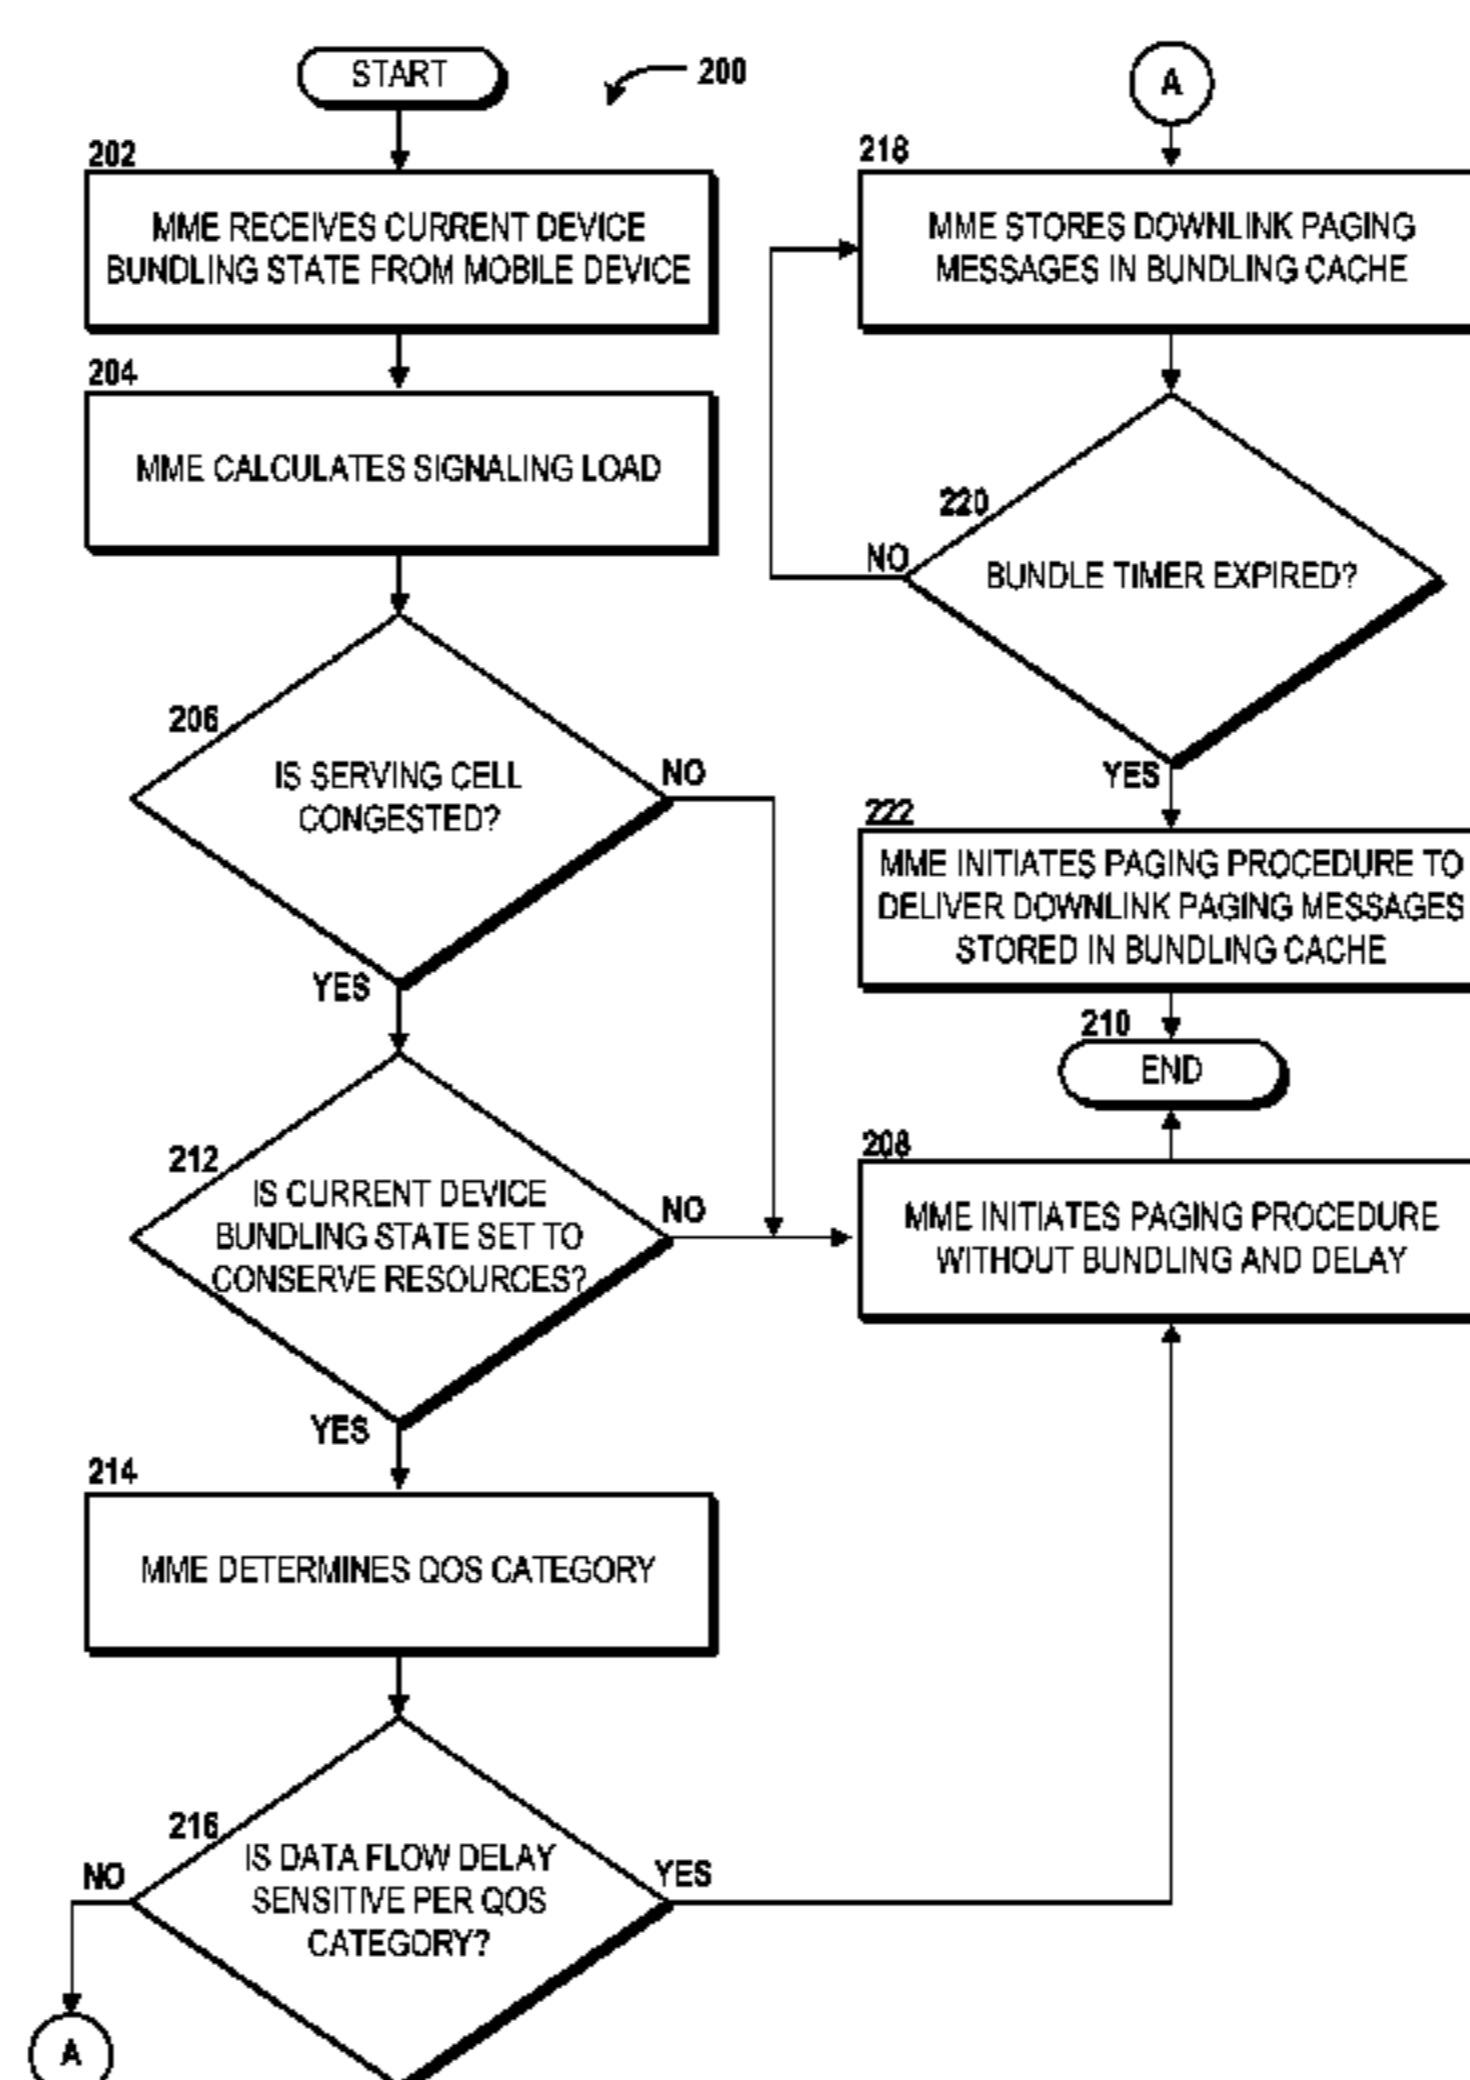 START
200
202
MME RECEIVES CURRENT DEVICE
BUNDLING STATE FROM MOBILE DEVICE
204
MME CALCULATES SIGNALING LOAD
206
IS SERVING CELL
CONGESTED?
NO
YES
212
IS CURRENT DEVICE
BUNDLING STATE SET TO
CONSERVE RESOURCES?
NO
YES
214
MME DETERMINES QOS CATEGORY
216
IS DATA FLOW DELAY
SENSITIVE PER QOS
CATEGORY?
NO
YES
A
A
218
MME STORES DOWNLINK PAGING
MESSAGES IN BUNDLING CACHE
220
BUNDLE TIMER EXPIRED?
NO
YES
222
MME INITIATES PAGING PROCEDURE TO
DELIVER DOWNLINK PAGING MESSAGES
STORED IN BUNDLING CACHE
210
END
208
MME INITIATES PAGING PROCEDURE
WITHOUT BUNDLING AND DELAY